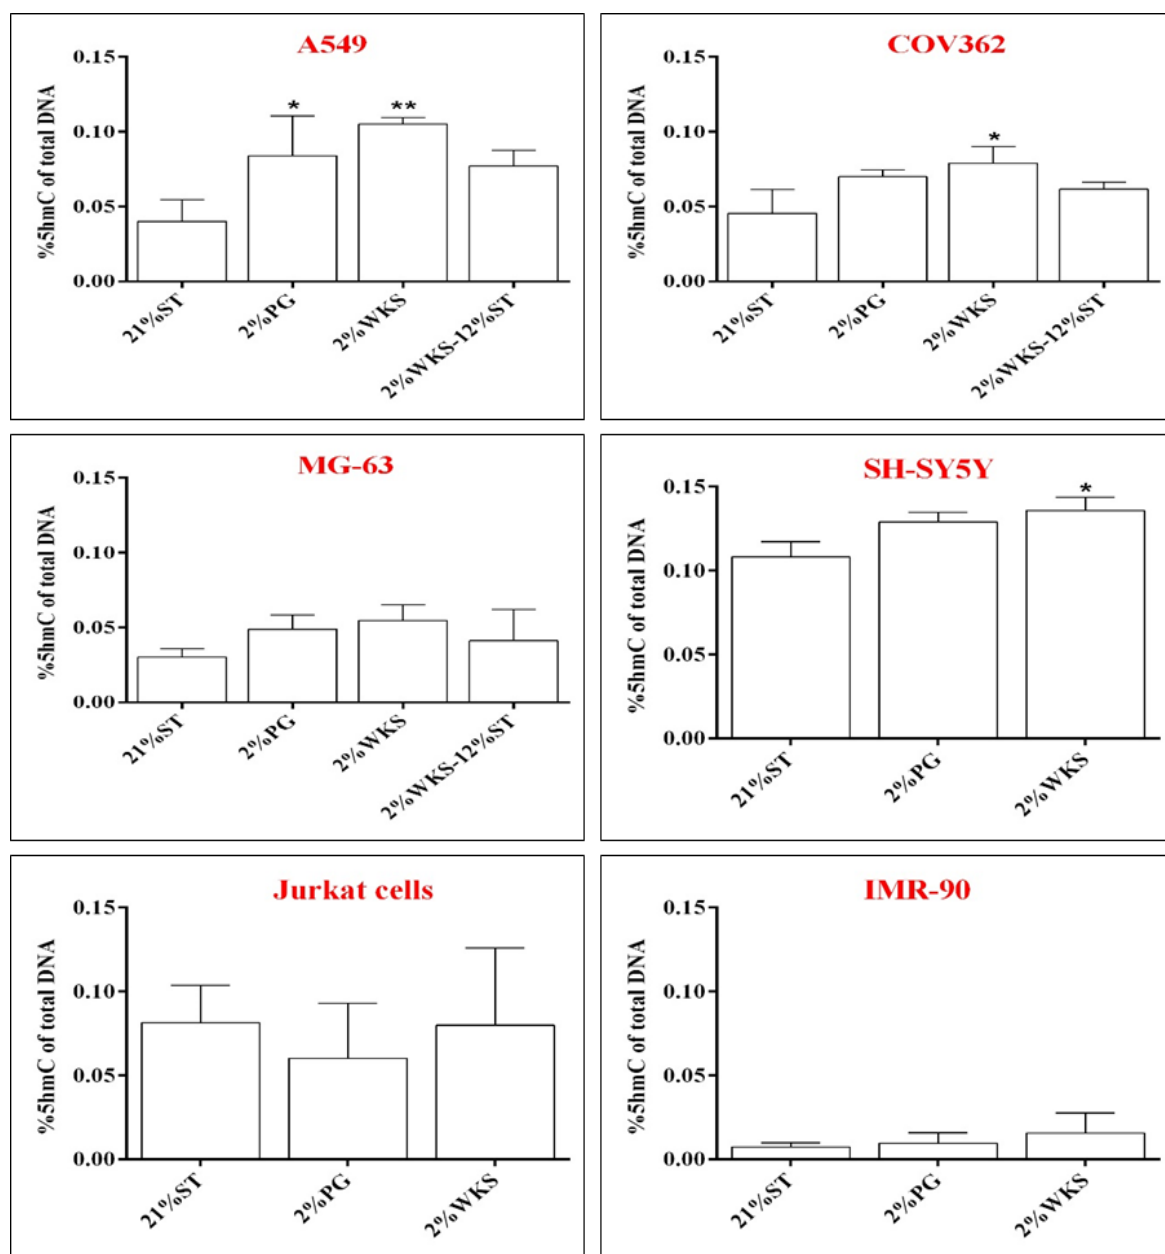 A549
%5hmC of total DNA
0.15
0.10
0.05
0.00
*
**
21%ST
2%PG
2%WKS
2%WKS-12%ST
COV362
%5hmC of total DNA
0.15
0.10
0.05
0.00
*
21%ST
2%PG
2%WKS
2%WKS-12%ST
MG-63
%5hmC of total DNA
0.15
0.10
0.05
0.00
21%ST
2%PG
2%WKS
2%WKS-12%ST
SH-SY5Y
%5hmC of total DNA
0.15
0.10
0.05
0.00
*
21%ST
2%PG
2%WKS
Jurkat cells
%5hmC of total DNA
0.15
0.10
0.05
0.00
21%ST
2%PG
2%WKS
IMR-90
%5hmC of total DNA
0.15
0.10
0.05
0.00
21%ST
2%PG
2%WKS